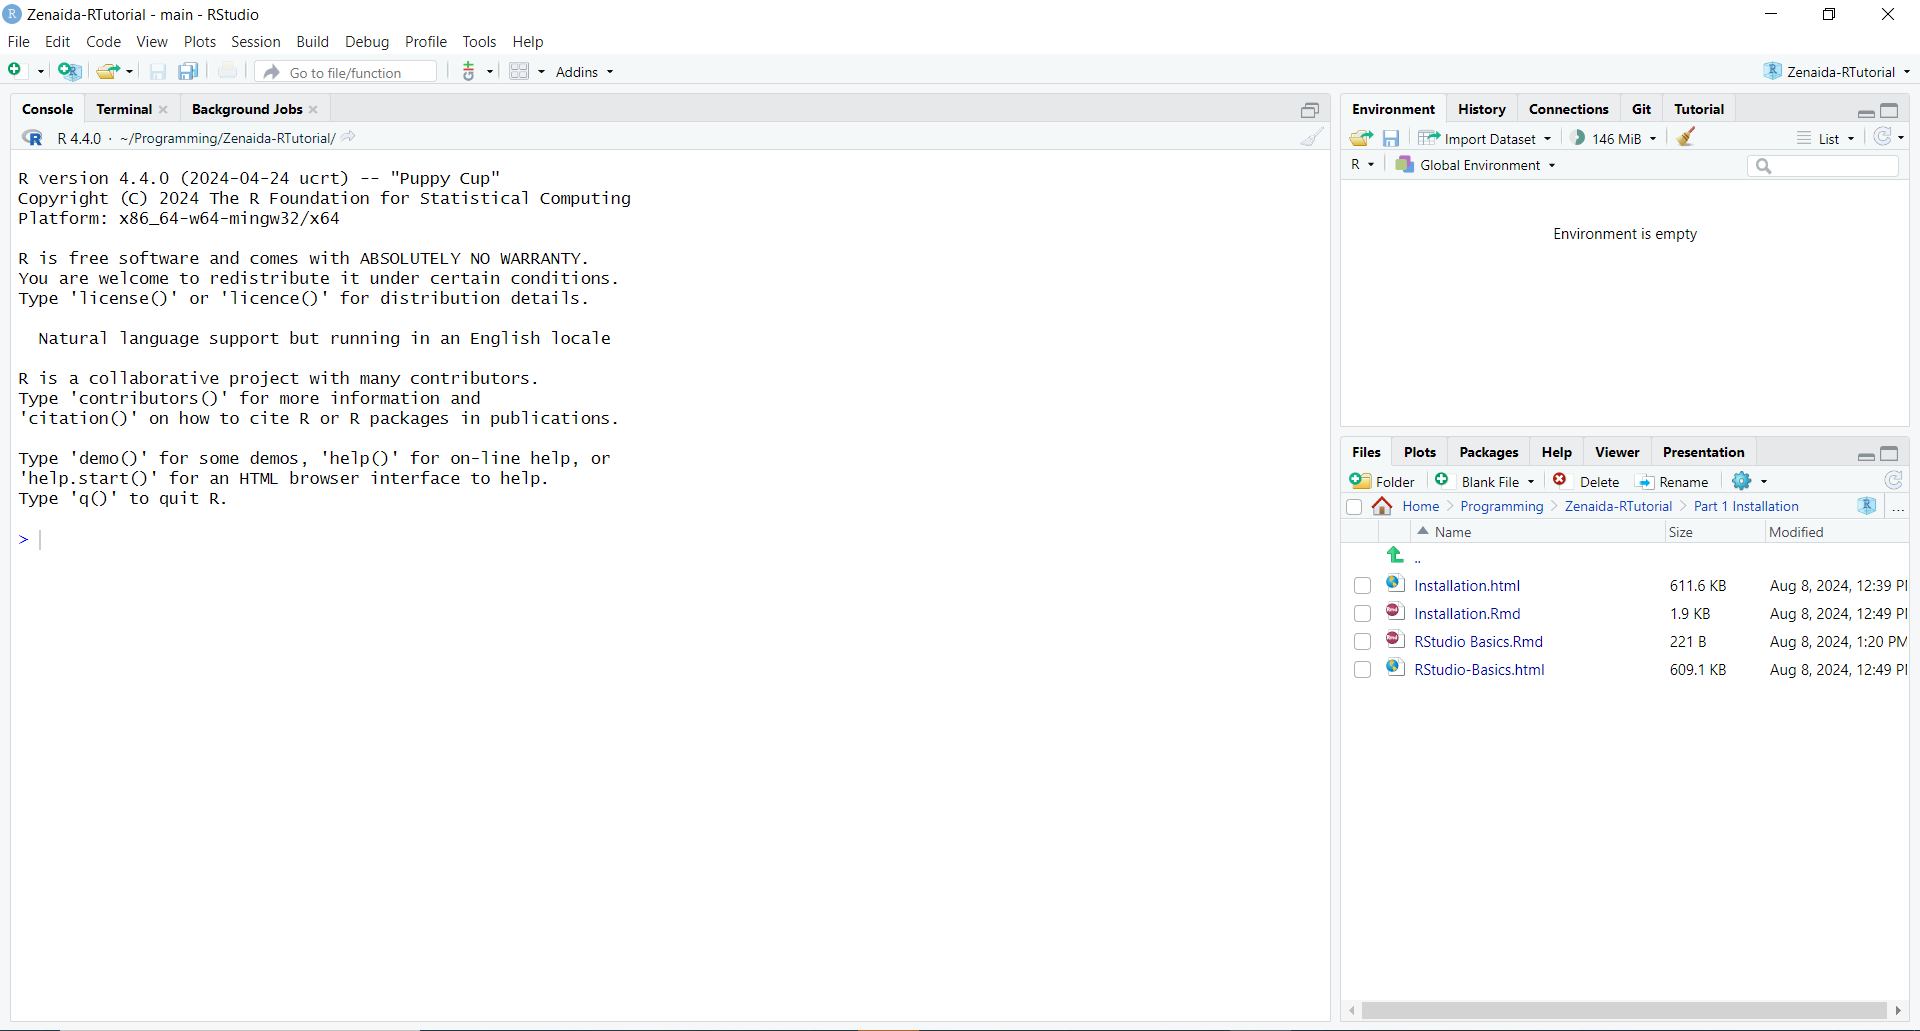 Zenaida-RTutorial - main - RStudio
File Edit Code View Plots Session Build Debug Profile Tools Help
Go to file/function Addins Zenaida-RTutorial
Console Terminal Background Jobs
R 4.4.0 · ~/Programming/Zenaida-RTutorial/
R version 4.4.0 (2024-04-24 ucrt) -- "Puppy Cup"
Copyright (C) 2024 The R Foundation for Statistical Computing
Platform: x86_64-w64-mingw32/x64
R is free software and comes with ABSOLUTELY NO WARRANTY.
You are welcome to redistribute it under certain conditions.
Type 'license()' or 'licence()' for distribution details.
Natural language support but running in an English locale
R is a collaborative project with many contributors.
Type 'contributors()' for more information and
'citation()' on how to cite R or R packages in publications.
Type 'demo()' for some demos, 'help()' for on-line help, or
'help.start()' for an HTML browser interface to help.
Type 'q()' to quit R.
>
Environment History Connections Git Tutorial
Import Dataset 146 MiB List
R Global Environment
Environment is empty
Files Plots Packages Help Viewer Presentation
Folder Blank File Delete Rename
Home Programming Zenaida-RTutorial Part 1 Installation ...
Name Size Modified
..
Installation.html 611.6 KB Aug 8, 2024, 12:39 P
Installation.Rmd 1.9 KB Aug 8, 2024, 12:49 P
RStudio Basics.Rmd 221 B Aug 8, 2024, 1:20 PM
RStudio-Basics.html 609.1 KB Aug 8, 2024, 12:49 P